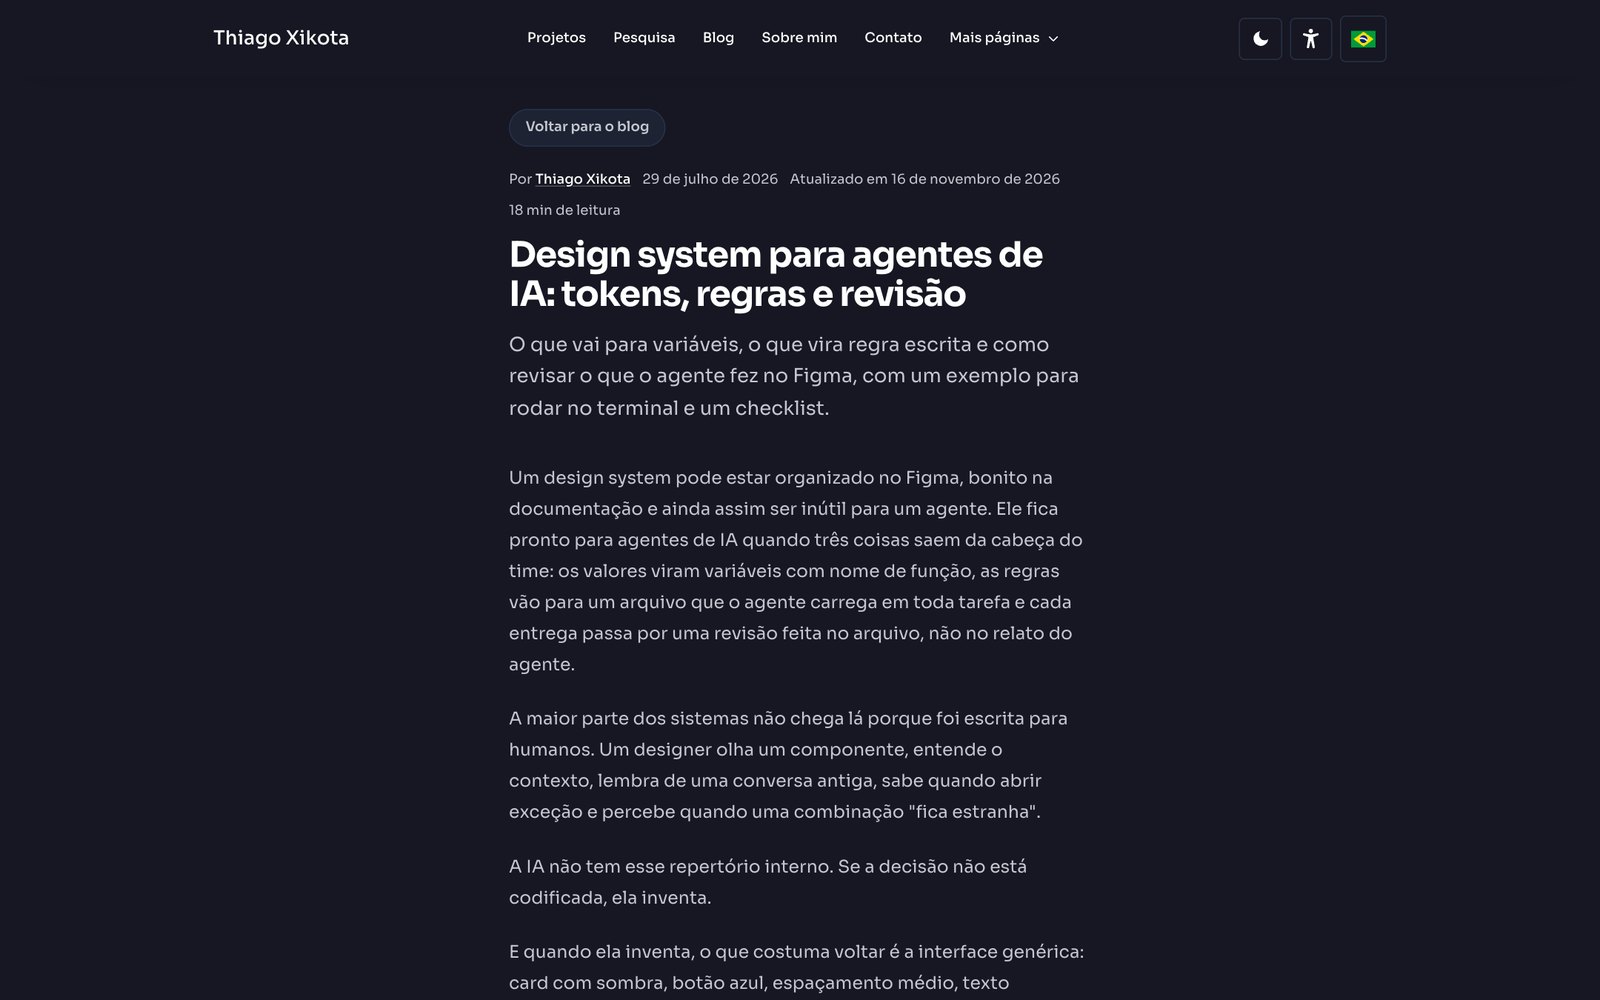 Thiago Xikota
Projetos
Pesquisa
Blog
Sobre mim
Contato
Mais páginas
Voltar para o blog
Por Thiago Xikota 29 de julho de 2026 Atualizado em 16 de novembro de 2026
18 min de leitura
Design system para agentes de
IA: tokens, regras e revisão
O que vai para variáveis, o que vira regra escrita e como
revisar o que o agente fez no Figma, com um exemplo para
rodar no terminal e um checklist.
Um design system pode estar organizado no Figma, bonito na
documentação e ainda assim ser inútil para um agente. Ele fica
pronto para agentes de IA quando três coisas saem da cabeça do
time: os valores viram variáveis com nome de função, as regras
vão para um arquivo que o agente carrega em toda tarefa e cada
entrega passa por uma revisão feita no arquivo, não no relato do
agente.
A maior parte dos sistemas não chega lá porque foi escrita para
humanos. Um designer olha um componente, entende o
contexto, lembra de uma conversa antiga, sabe quando abrir
exceção e percebe quando uma combinação "fica estranha".
A IA não tem esse repertório interno. Se a decisão não está
codificada, ela inventa.
E quando ela inventa, o que costuma voltar é a interface genérica:
card com sombra, botão azul, espaçamento médio, texto